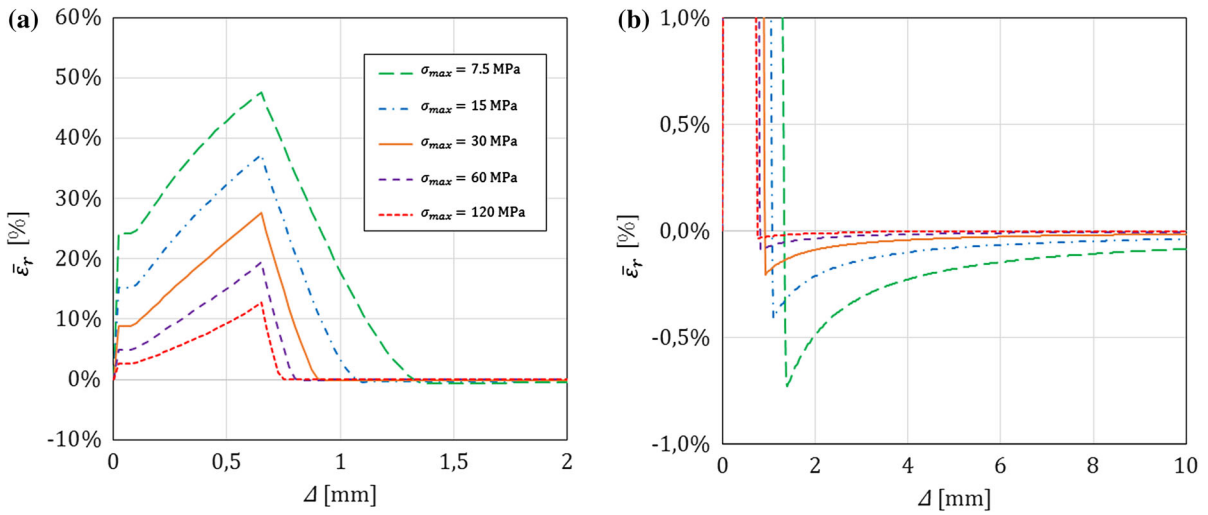 (a)
60%
50%
40%
30%
20%
10%
0%
-10%
ε̄r [%]
σmax = 7.5 MPa
σmax = 15 MPa
σmax = 30 MPa
σmax = 60 MPa
σmax = 120 MPa
0 0,5 1 1,5 2
Δ [mm]
(b)
1,0%
0,5%
0,0%
-0,5%
-1,0%
ε̄r [%]
0 2 4 6 8 10
Δ [mm]